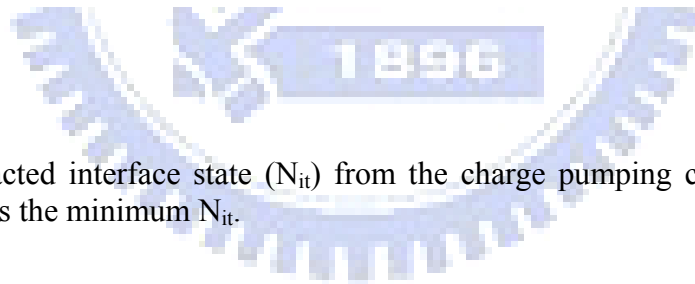 1896
acted interface state (Nit) from the charge pumping c
s the minimum Nit.